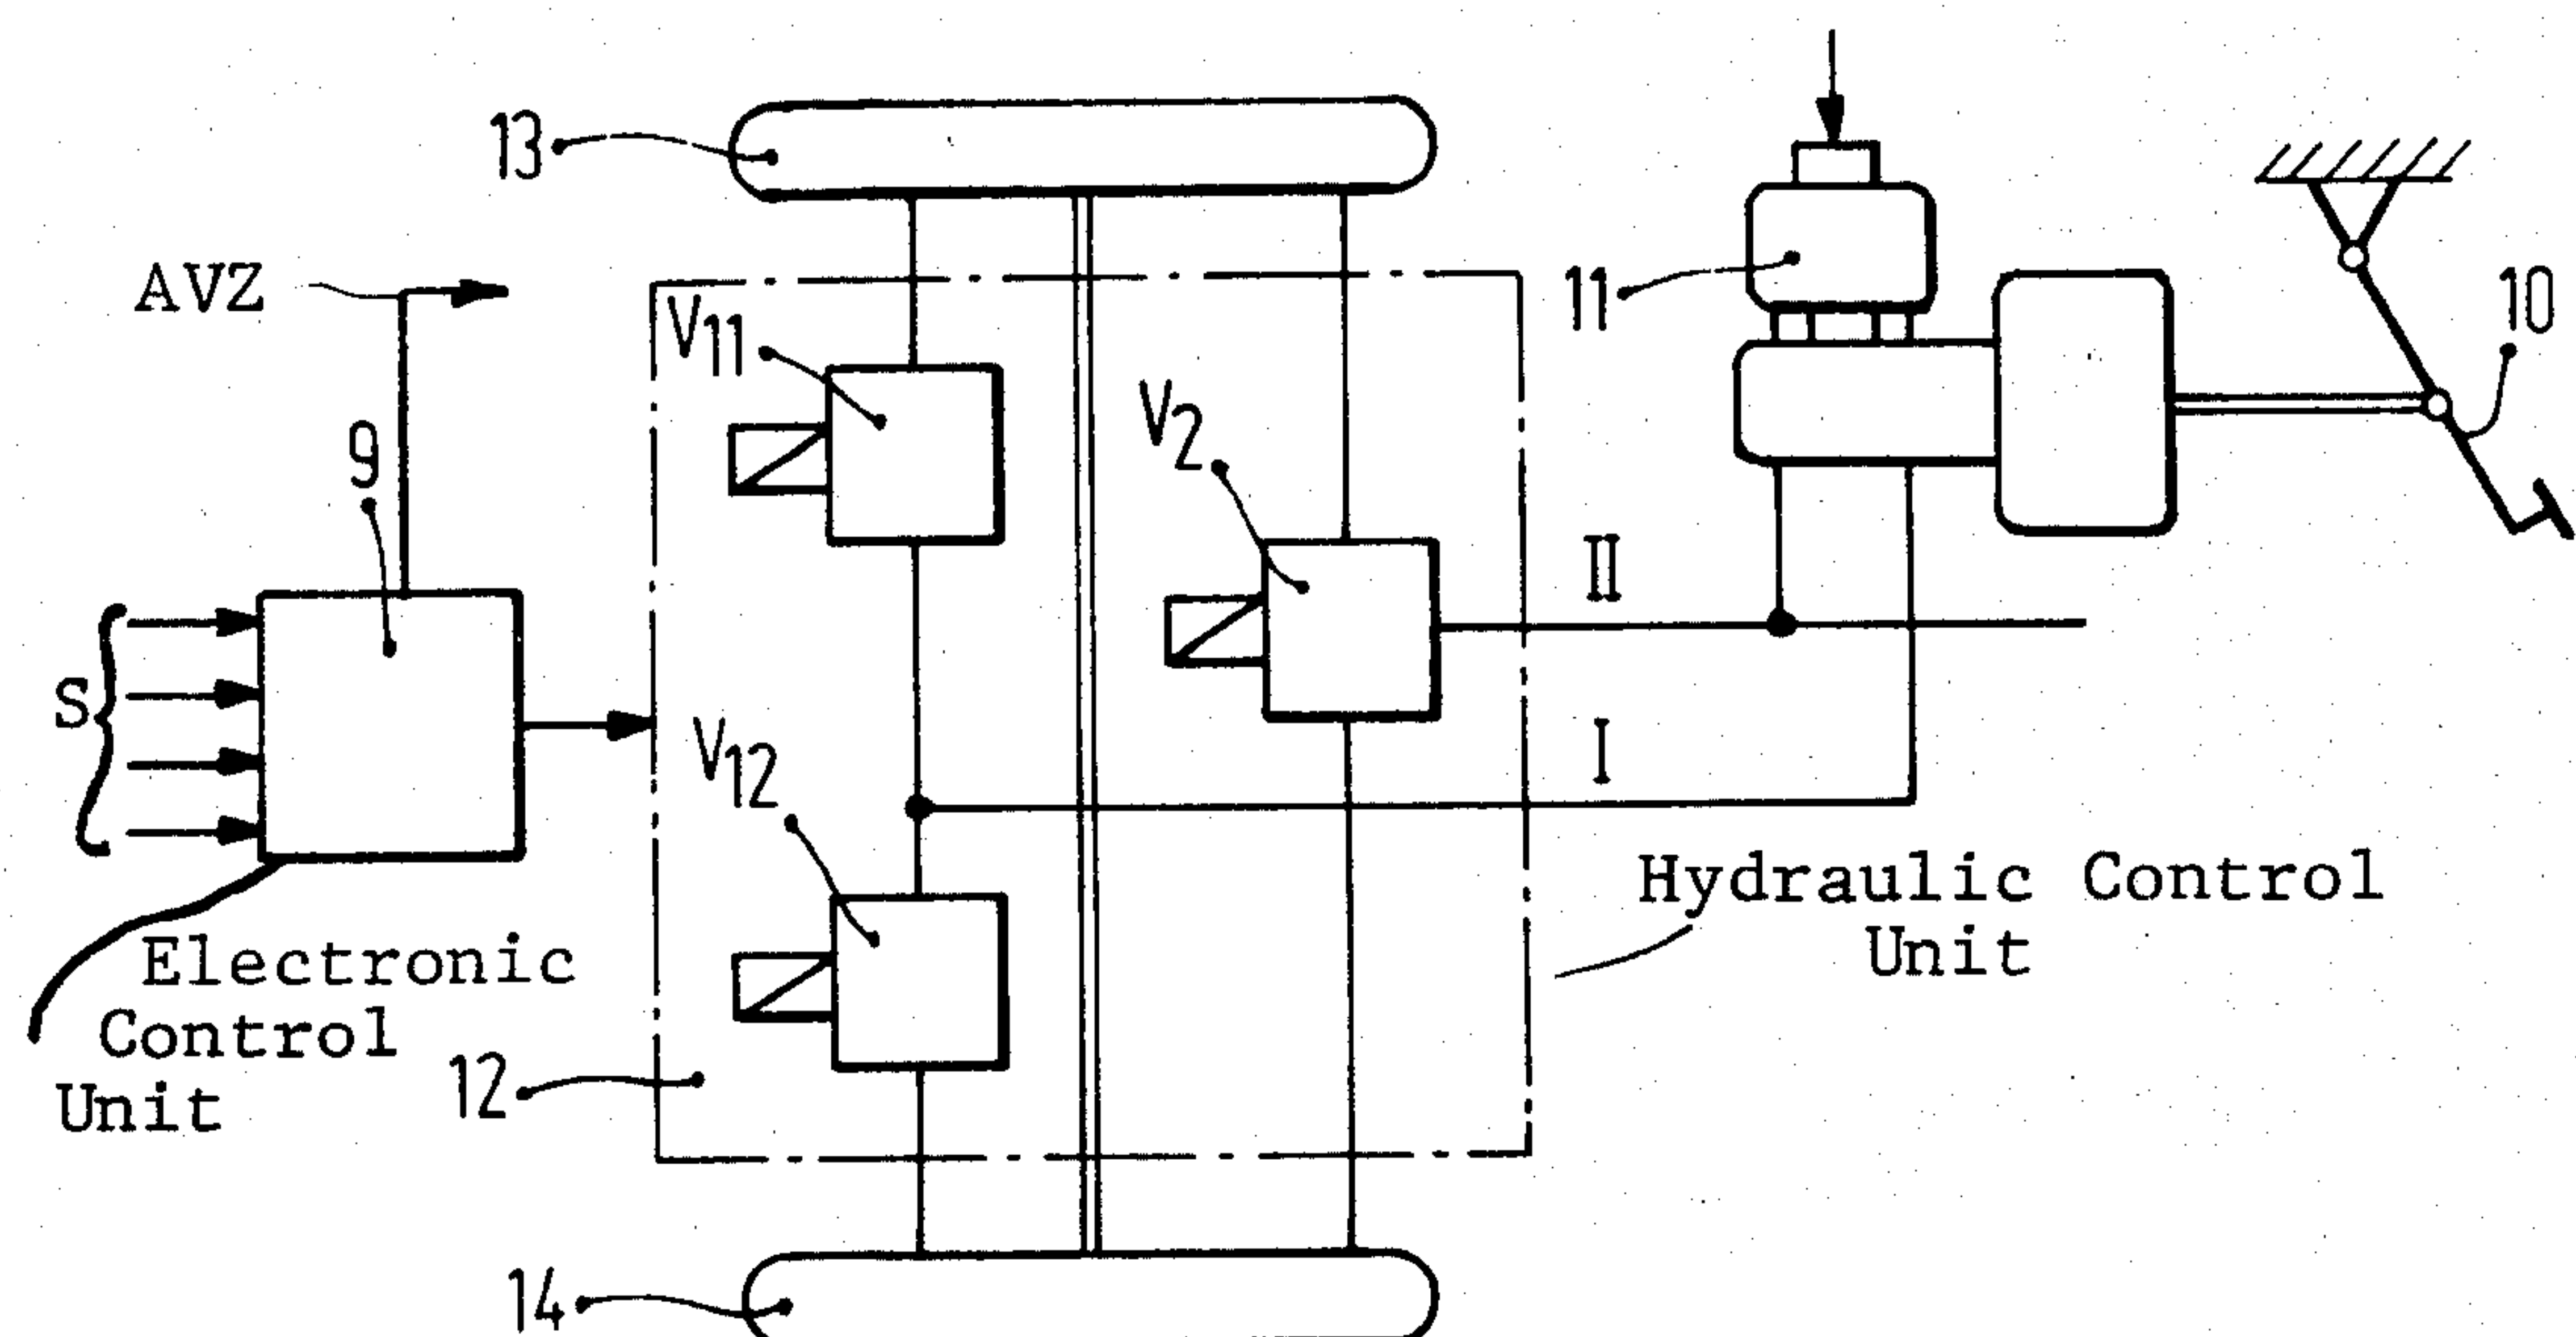 13
AVZ
11
10
V11
V2
9
II
S
I
V12
Hydraulic Control
Unit
Electronic
Control
Unit
12
14